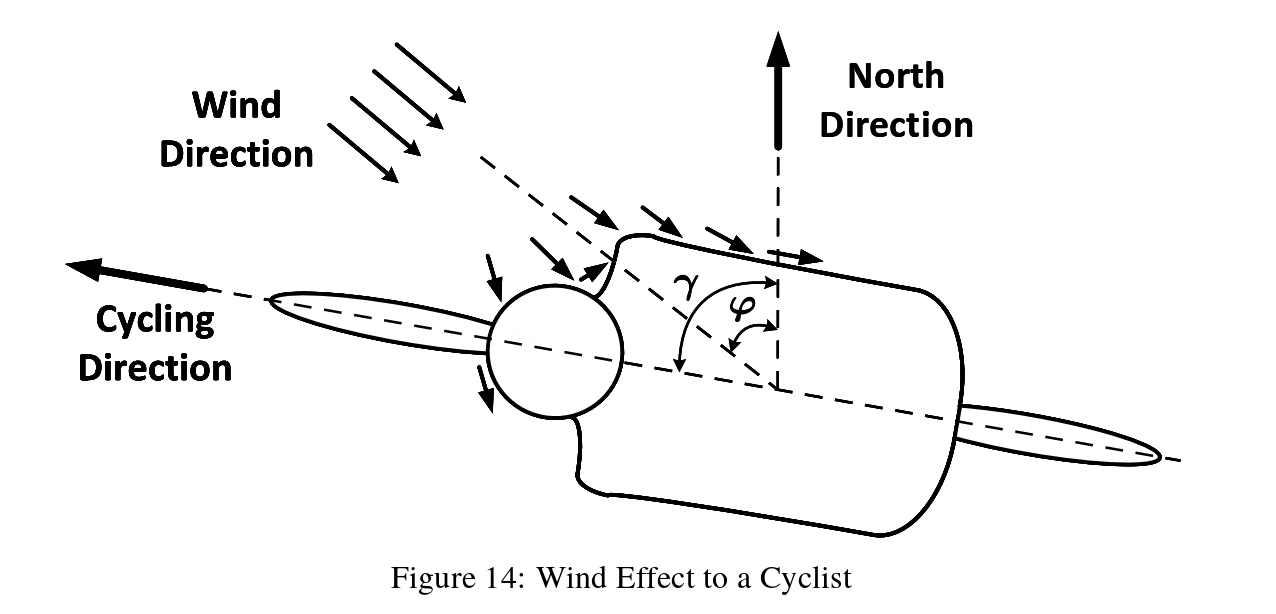 Wind
Direction
North
Direction
Cycling
Direction
γ
φ
Figure 14: Wind Effect to a Cyclist